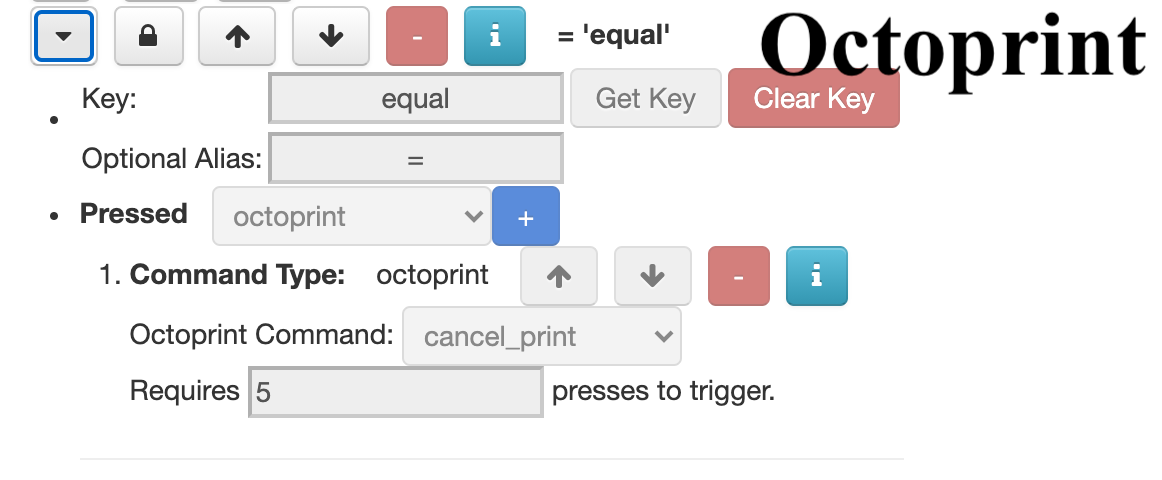 - i = 'equal' Octoprint
Key: equal Get Key Clear Key
Optional Alias: =
Pressed octoprint +
1. Command Type: octoprint - i
Octoprint Command: cancel_print
Requires 5 presses to trigger.